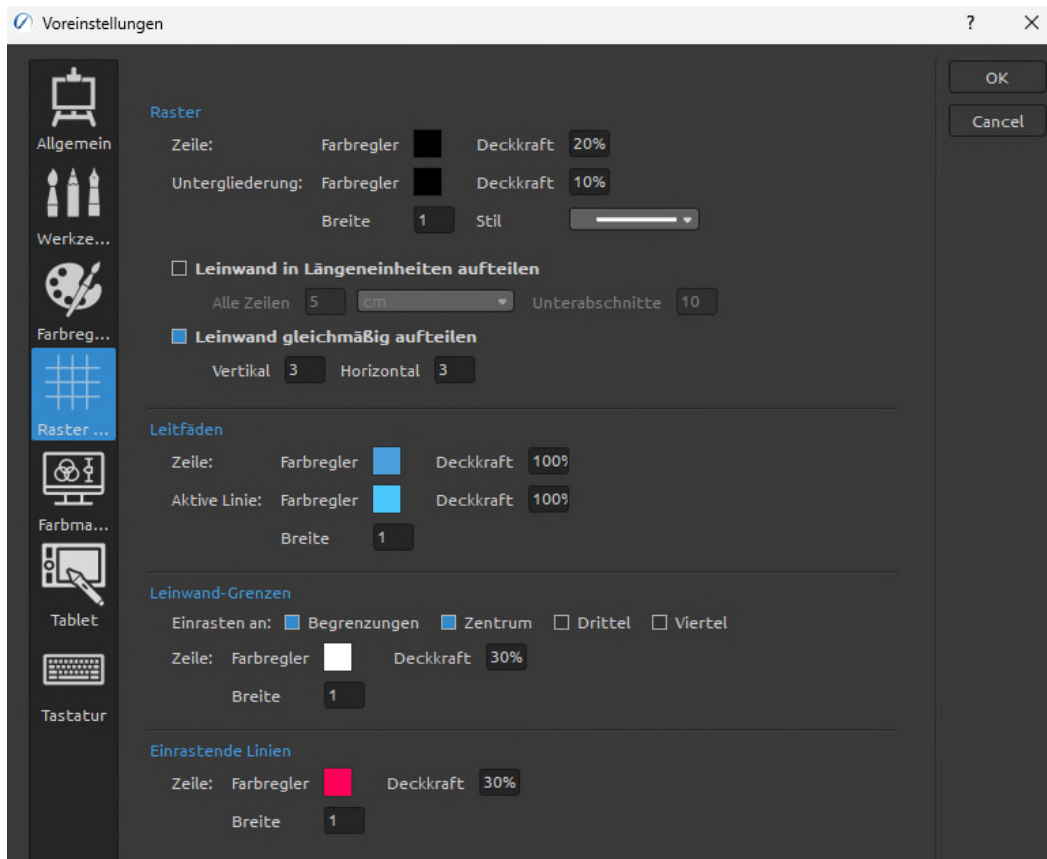 Voreinstellungen ?
OK
Cancel
Allgemein
Werkze...
Farbreg...
Raster ...
Farbma...
Tablet
Tastatur
Raster
Zeile: Farbregler Deckkraft 20%
Untergliederung: Farbregler Deckkraft 10%
Breite 1 Stil
Leinwand in Längeneinheiten aufteilen
Alle Zeilen 5 cm Unterabschnitte 10
Leinwand gleichmäßig aufteilen
Vertikal 3 Horizontal 3
Leitfäden
Zeile: Farbregler Deckkraft 100%
Aktive Linie: Farbregler Deckkraft 100%
Breite 1
Leinwand-Grenzen
Einrasten an: Begrenzungen Zentrum Drittel Viertel
Zeile: Farbregler Deckkraft 30%
Breite 1
Einrastende Linien
Zeile: Farbregler Deckkraft 30%
Breite 1